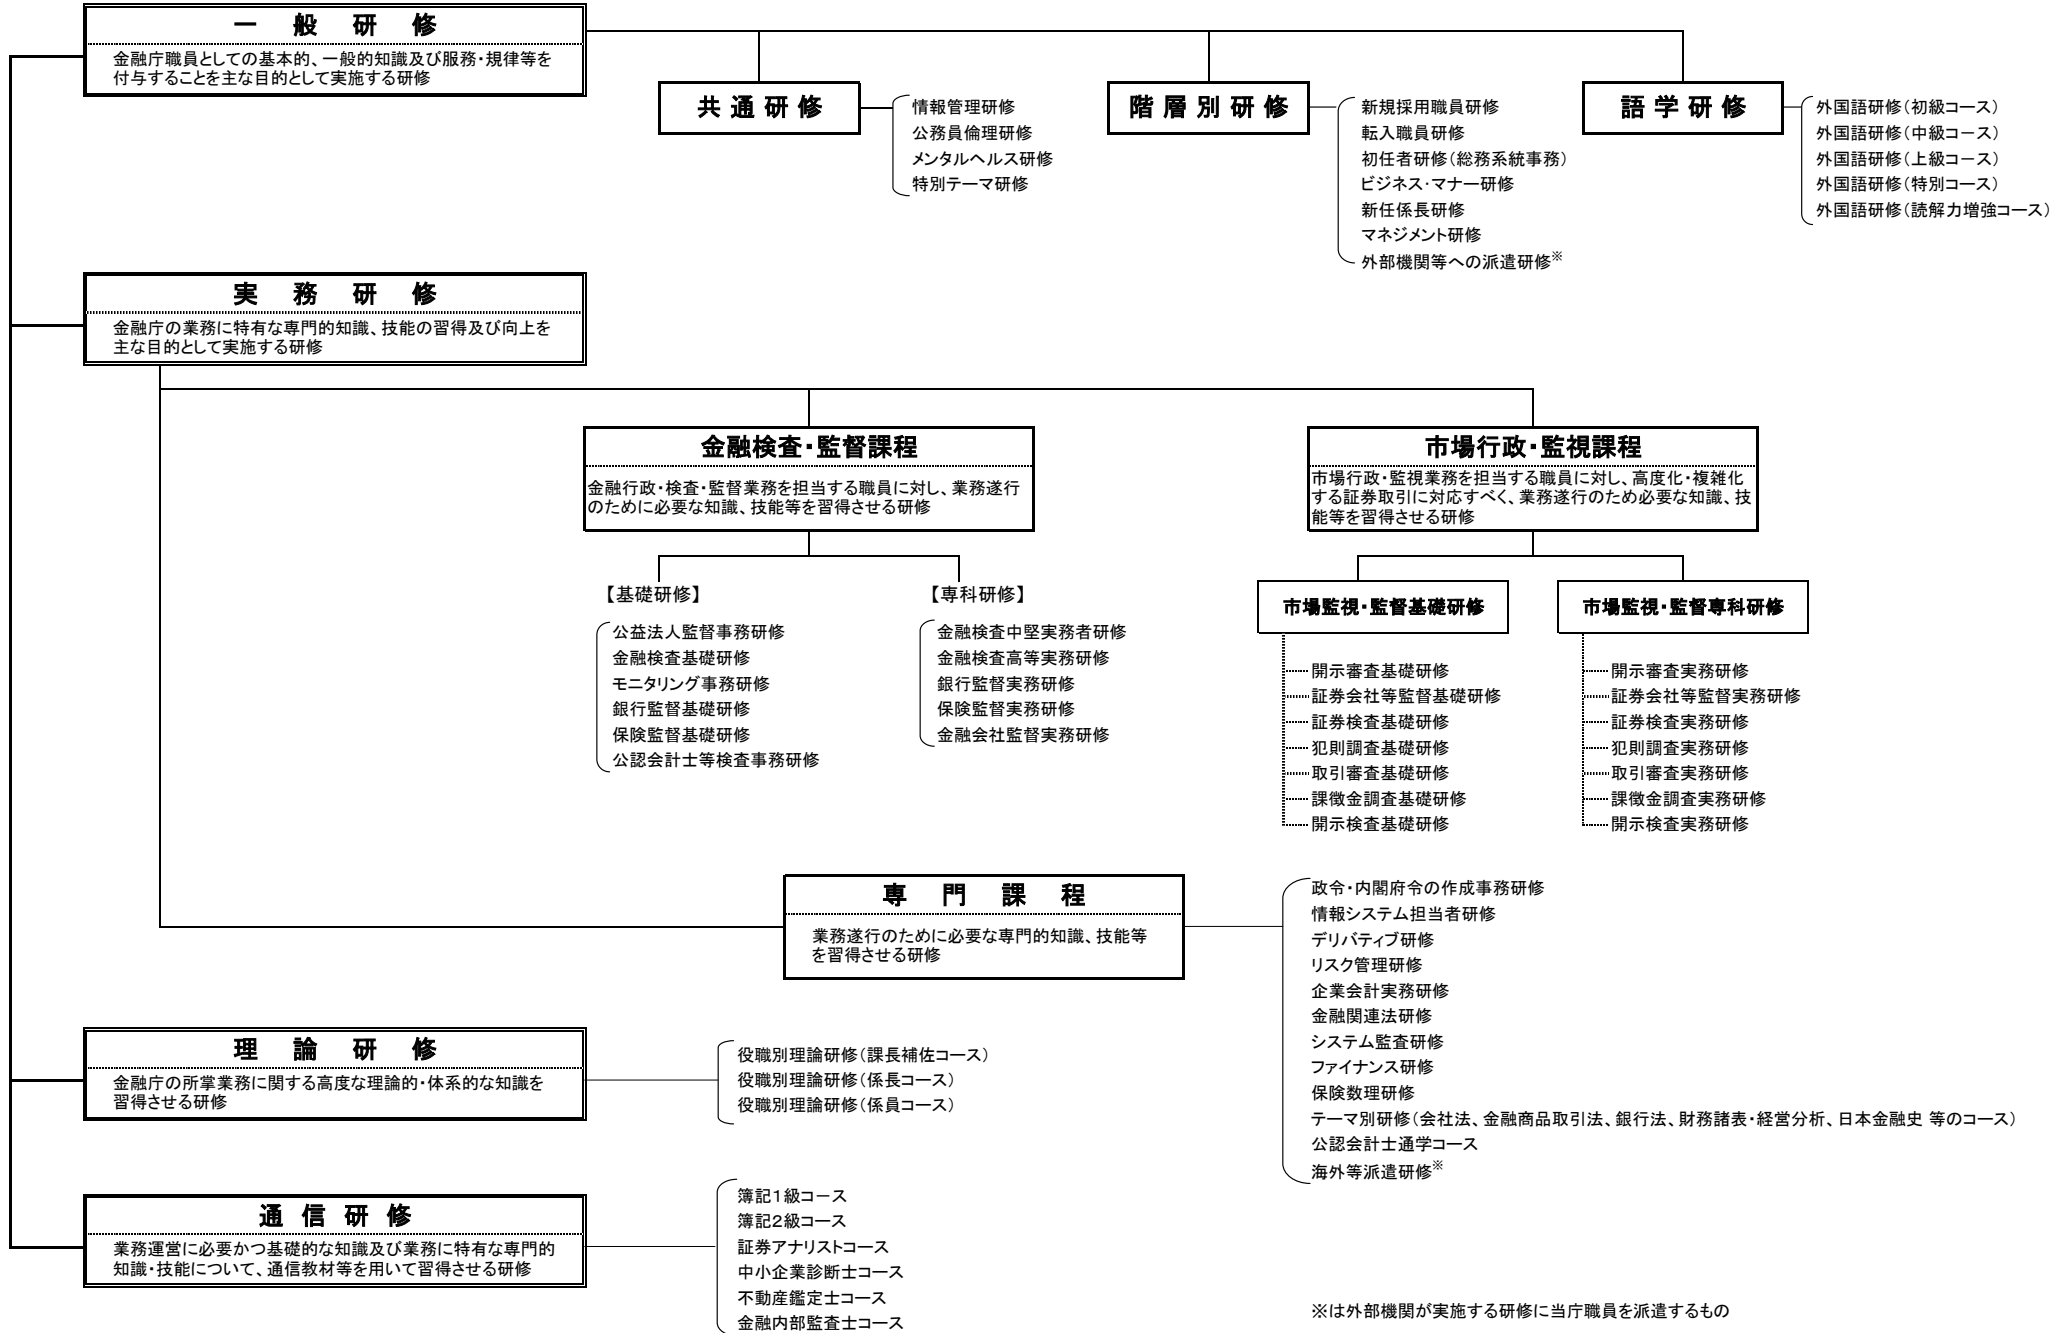 一般研修
金融庁職員としての基本的、一般的知識及び服務・規律等を
付与することを主な目的として実施する研修
共通研修
情報管理研修
公務員倫理研修
メンタルヘルス研修
特別テーマ研修
階層別研修
新規採用職員研修
転入職員研修
初任者研修（総務系統事務）
ビジネス・マナー研修
新任係長研修
マネジメント研修
外部機関等への派遣研修※
語学研修
外国語研修（初級コース）
外国語研修（中級コース）
外国語研修（上級コース）
外国語研修（特別コース）
外国語研修（読解力増強コース）
実務研修
金融庁の業務に特有な専門的知識、技能の習得及び向上を
主な目的として実施する研修
金融検査・監督課程
金融行政・検査・監督業務を担当する職員に対し、業務遂行
のために必要な知識、技能等を習得させる研修
【基礎研修】
公益法人監督事務研修
金融検査基礎研修
モニタリング事務研修
銀行監督基礎研修
保険監督基礎研修
公認会計士等検査事務研修
【専科研修】
金融検査中堅実務者研修
金融検査高等実務研修
銀行監督実務研修
保険監督実務研修
金融会社監督実務研修
市場行政・監視課程
市場行政・監視業務を担当する職員に対し、高度化・複雑化
する証券取引に対応すべく、業務遂行のため必要な知識、技
能等を習得させる研修
市場監視・監督基礎研修
開示審査基礎研修
証券会社等監督基礎研修
証券検査基礎研修
犯則調査基礎研修
取引審査基礎研修
課徴金調査基礎研修
開示検査基礎研修
市場監視・監督専科研修
開示審査実務研修
証券会社等監督実務研修
証券検査実務研修
犯則調査実務研修
取引審査実務研修
課徴金調査実務研修
開示検査実務研修
専門課程
業務遂行のために必要な専門的知識、技能等
を習得させる研修
政令・内閣府令の作成事務研修
情報システム担当者研修
デリバティブ研修
リスク管理研修
企業会計実務研修
金融関連法研修
システム監査研修
ファイナンス研修
保険数理研修
テーマ別研修（会社法、金融商品取引法、銀行法、財務諸表・経営分析、日本金融史 等のコース）
公認会計士通学コース
海外等派遣研修※
理論研修
金融庁の所掌業務に関する高度な理論的・体系的な知識を
習得させる研修
役職別理論研修（課長補佐コース）
役職別理論研修（係長コース）
役職別理論研修（係員コース）
通信研修
業務運営に必要かつ基礎的な知識及び業務に特有な専門的
知識・技能について、通信教材等を用いて習得させる研修
簿記１級コース
簿記２級コース
証券アナリストコース
中小企業診断士コース
不動産鑑定士コース
金融内部監査士コース
※は外部機関が実施する研修に当庁職員を派遣するもの